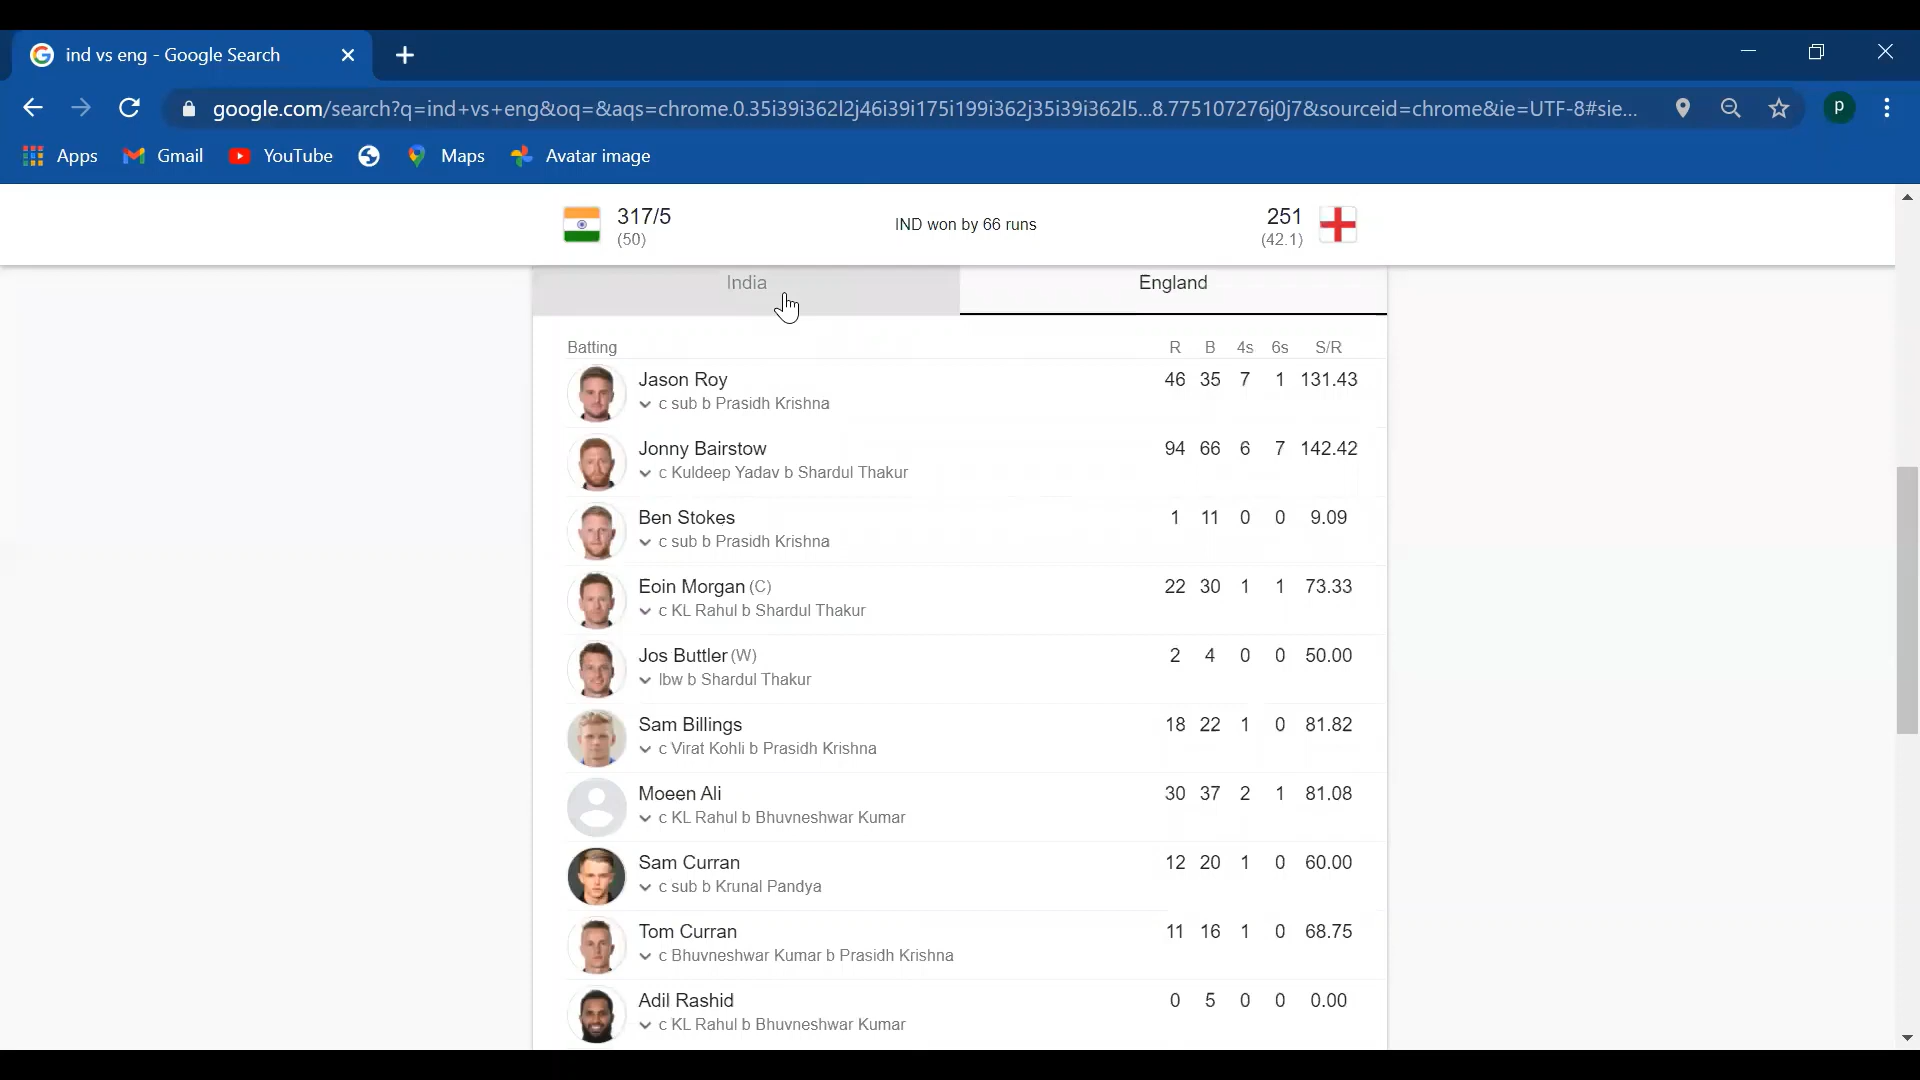 ind vs eng - Google Search
google.com/search?q=ind+vs+eng&oq=&aqs=chrome.0.35i39i362l2j46i39i175i199i362j35i39i362l5...8.775107276j0j7&sourceid=chrome&ie=UTF-8#sie...
P
Apps Gmail YouTube Maps Avatar image
317/5 IND won by 66 runs 251
(50) (42.1)
India England
Batting R B 4s 6s S/R
Jason Roy 46 35 7 1 131.43
c sub b Prasidh Krishna
Jonny Bairstow 94 66 6 7 142.42
c Kuldeep Yadav b Shardul Thakur
Ben Stokes 1 11 0 0 9.09
c sub b Prasidh Krishna
Eoin Morgan (C) 22 30 1 1 73.33
c KL Rahul b Shardul Thakur
Jos Buttler (W) 2 4 0 0 50.00
lbw b Shardul Thakur
Sam Billings 18 22 1 0 81.82
c Virat Kohli b Prasidh Krishna
Moeen Ali 30 37 2 1 81.08
c KL Rahul b Bhuvneshwar Kumar
Sam Curran 12 20 1 0 60.00
c sub b Krunal Pandya
Tom Curran 11 16 1 0 68.75
c Bhuvneshwar Kumar b Prasidh Krishna
Adil Rashid 0 5 0 0 0.00
c KL Rahul b Bhuvneshwar Kumar